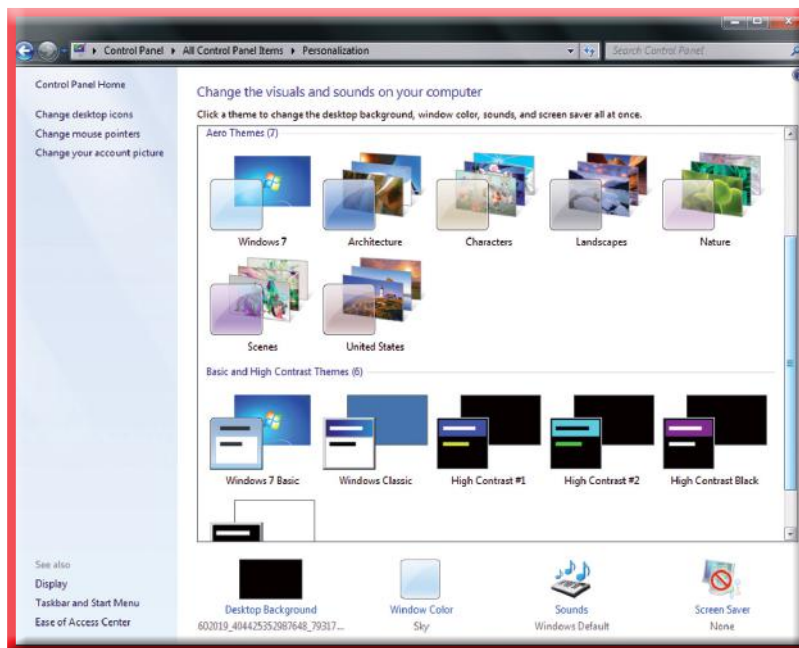 Control Panel ▸ All Control Panel Items ▸ Personalization
Search Control Panel
Control Panel Home
Change desktop icons
Change mouse pointers
Change your account picture
Change the visuals and sounds on your computer
Click a theme to change the desktop background, window color, sounds, and screen saver all at once.
Aero Themes (7)
Windows 7 Architecture Characters Landscapes Nature
Scenes United States
Basic and High Contrast Themes (6)
Windows 7 Basic Windows Classic High Contrast #1 High Contrast #2 High Contrast Black
See also
Display
Taskbar and Start Menu
Ease of Access Center
Desktop Background Window Color Sounds Screen Saver
602019_404425352987648_79317... Sky Windows Default None